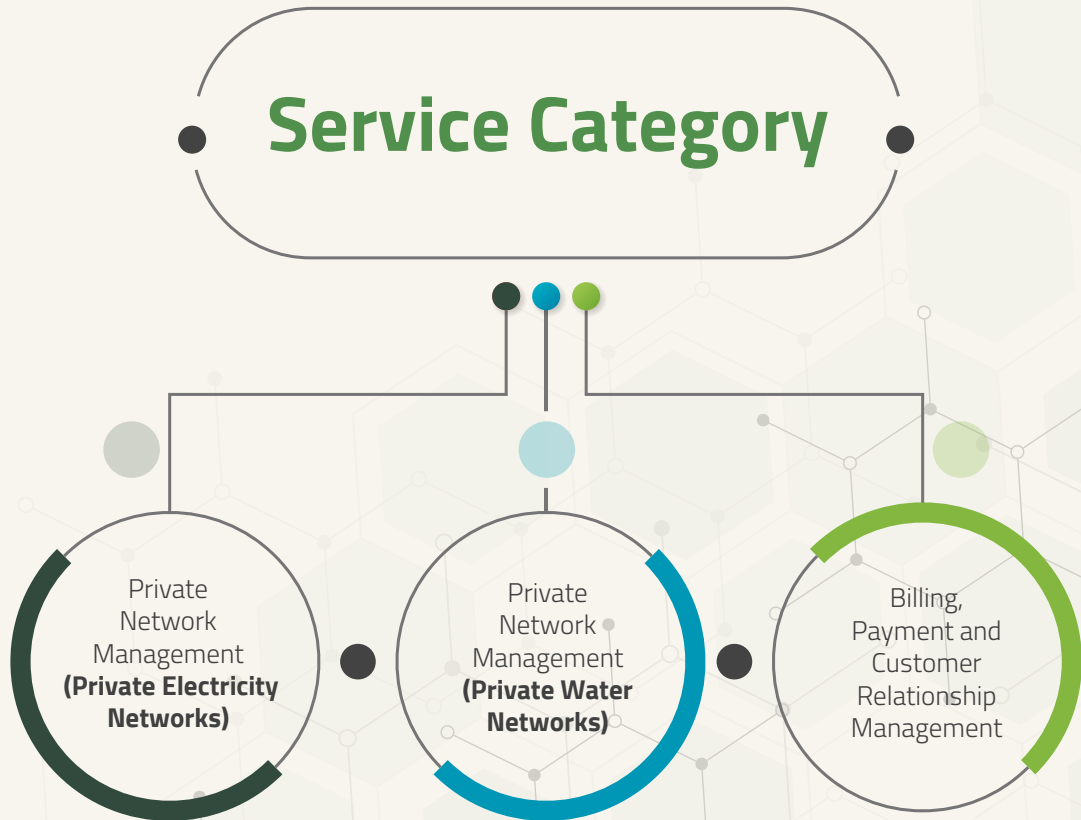 Service Category
Private
Network
Management
(Private Electricity
Networks)
Private
Network
Management
(Private Water
Networks)
Billing,
Payment and
Customer
Relationship
Management